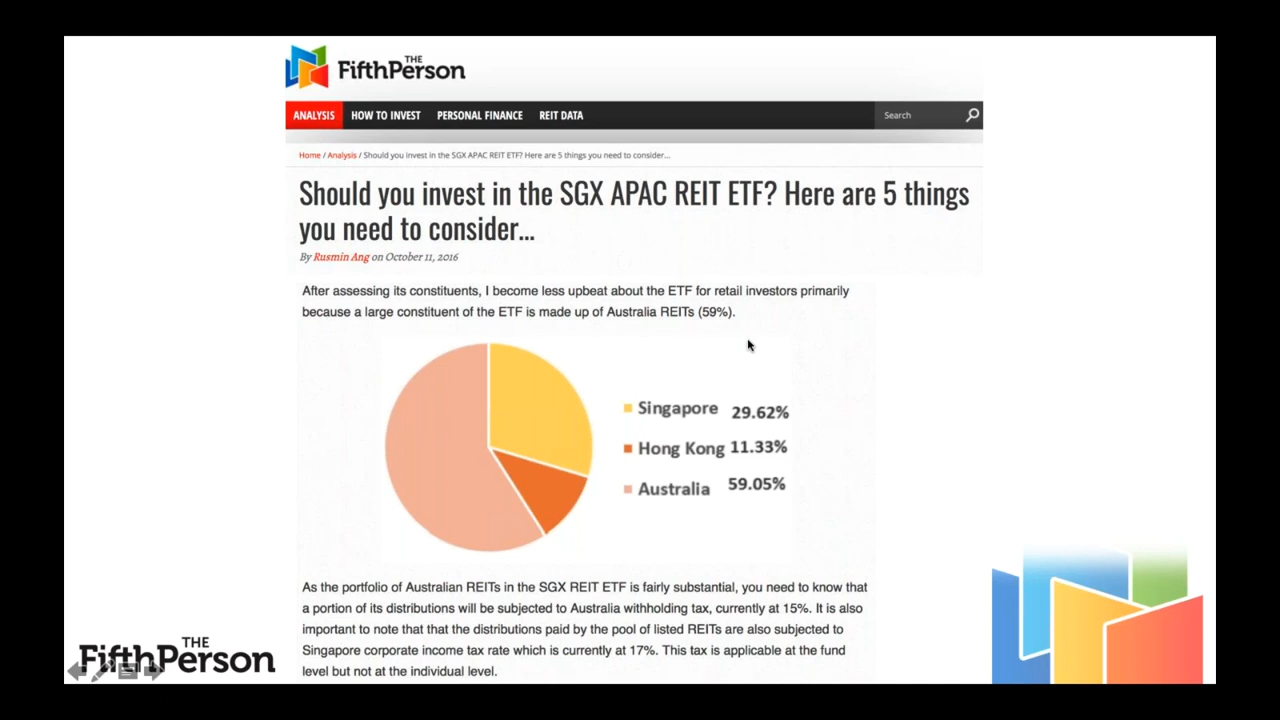 THE
FifthPerson
ANALYSIS HOW TO INVEST PERSONAL FINANCE REIT DATA Search
Home / Analysis / Should you invest in the SGX APAC REIT ETF? Here are 5 things you need to consider...
Should you invest in the SGX APAC REIT ETF? Here are 5 things
you need to consider...
By Rusmin Ang on October 11, 2016
After assessing its constituents, I become less upbeat about the ETF for retail investors primarily
because a large constituent of the ETF is made up of Australia REITs (59%).
Singapore 29.62%
Hong Kong 11.33%
Australia 59.05%
As the portfolio of Australian REITs in the SGX REIT ETF is fairly substantial, you need to know that
a portion of its distributions will be subjected to Australia withholding tax, currently at 15%. It is also
important to note that that the distributions paid by the pool of listed REITs are also subjected to
Singapore corporate income tax rate which is currently at 17%. This tax is applicable at the fund
level but not at the individual level.
THE
FifthPerson